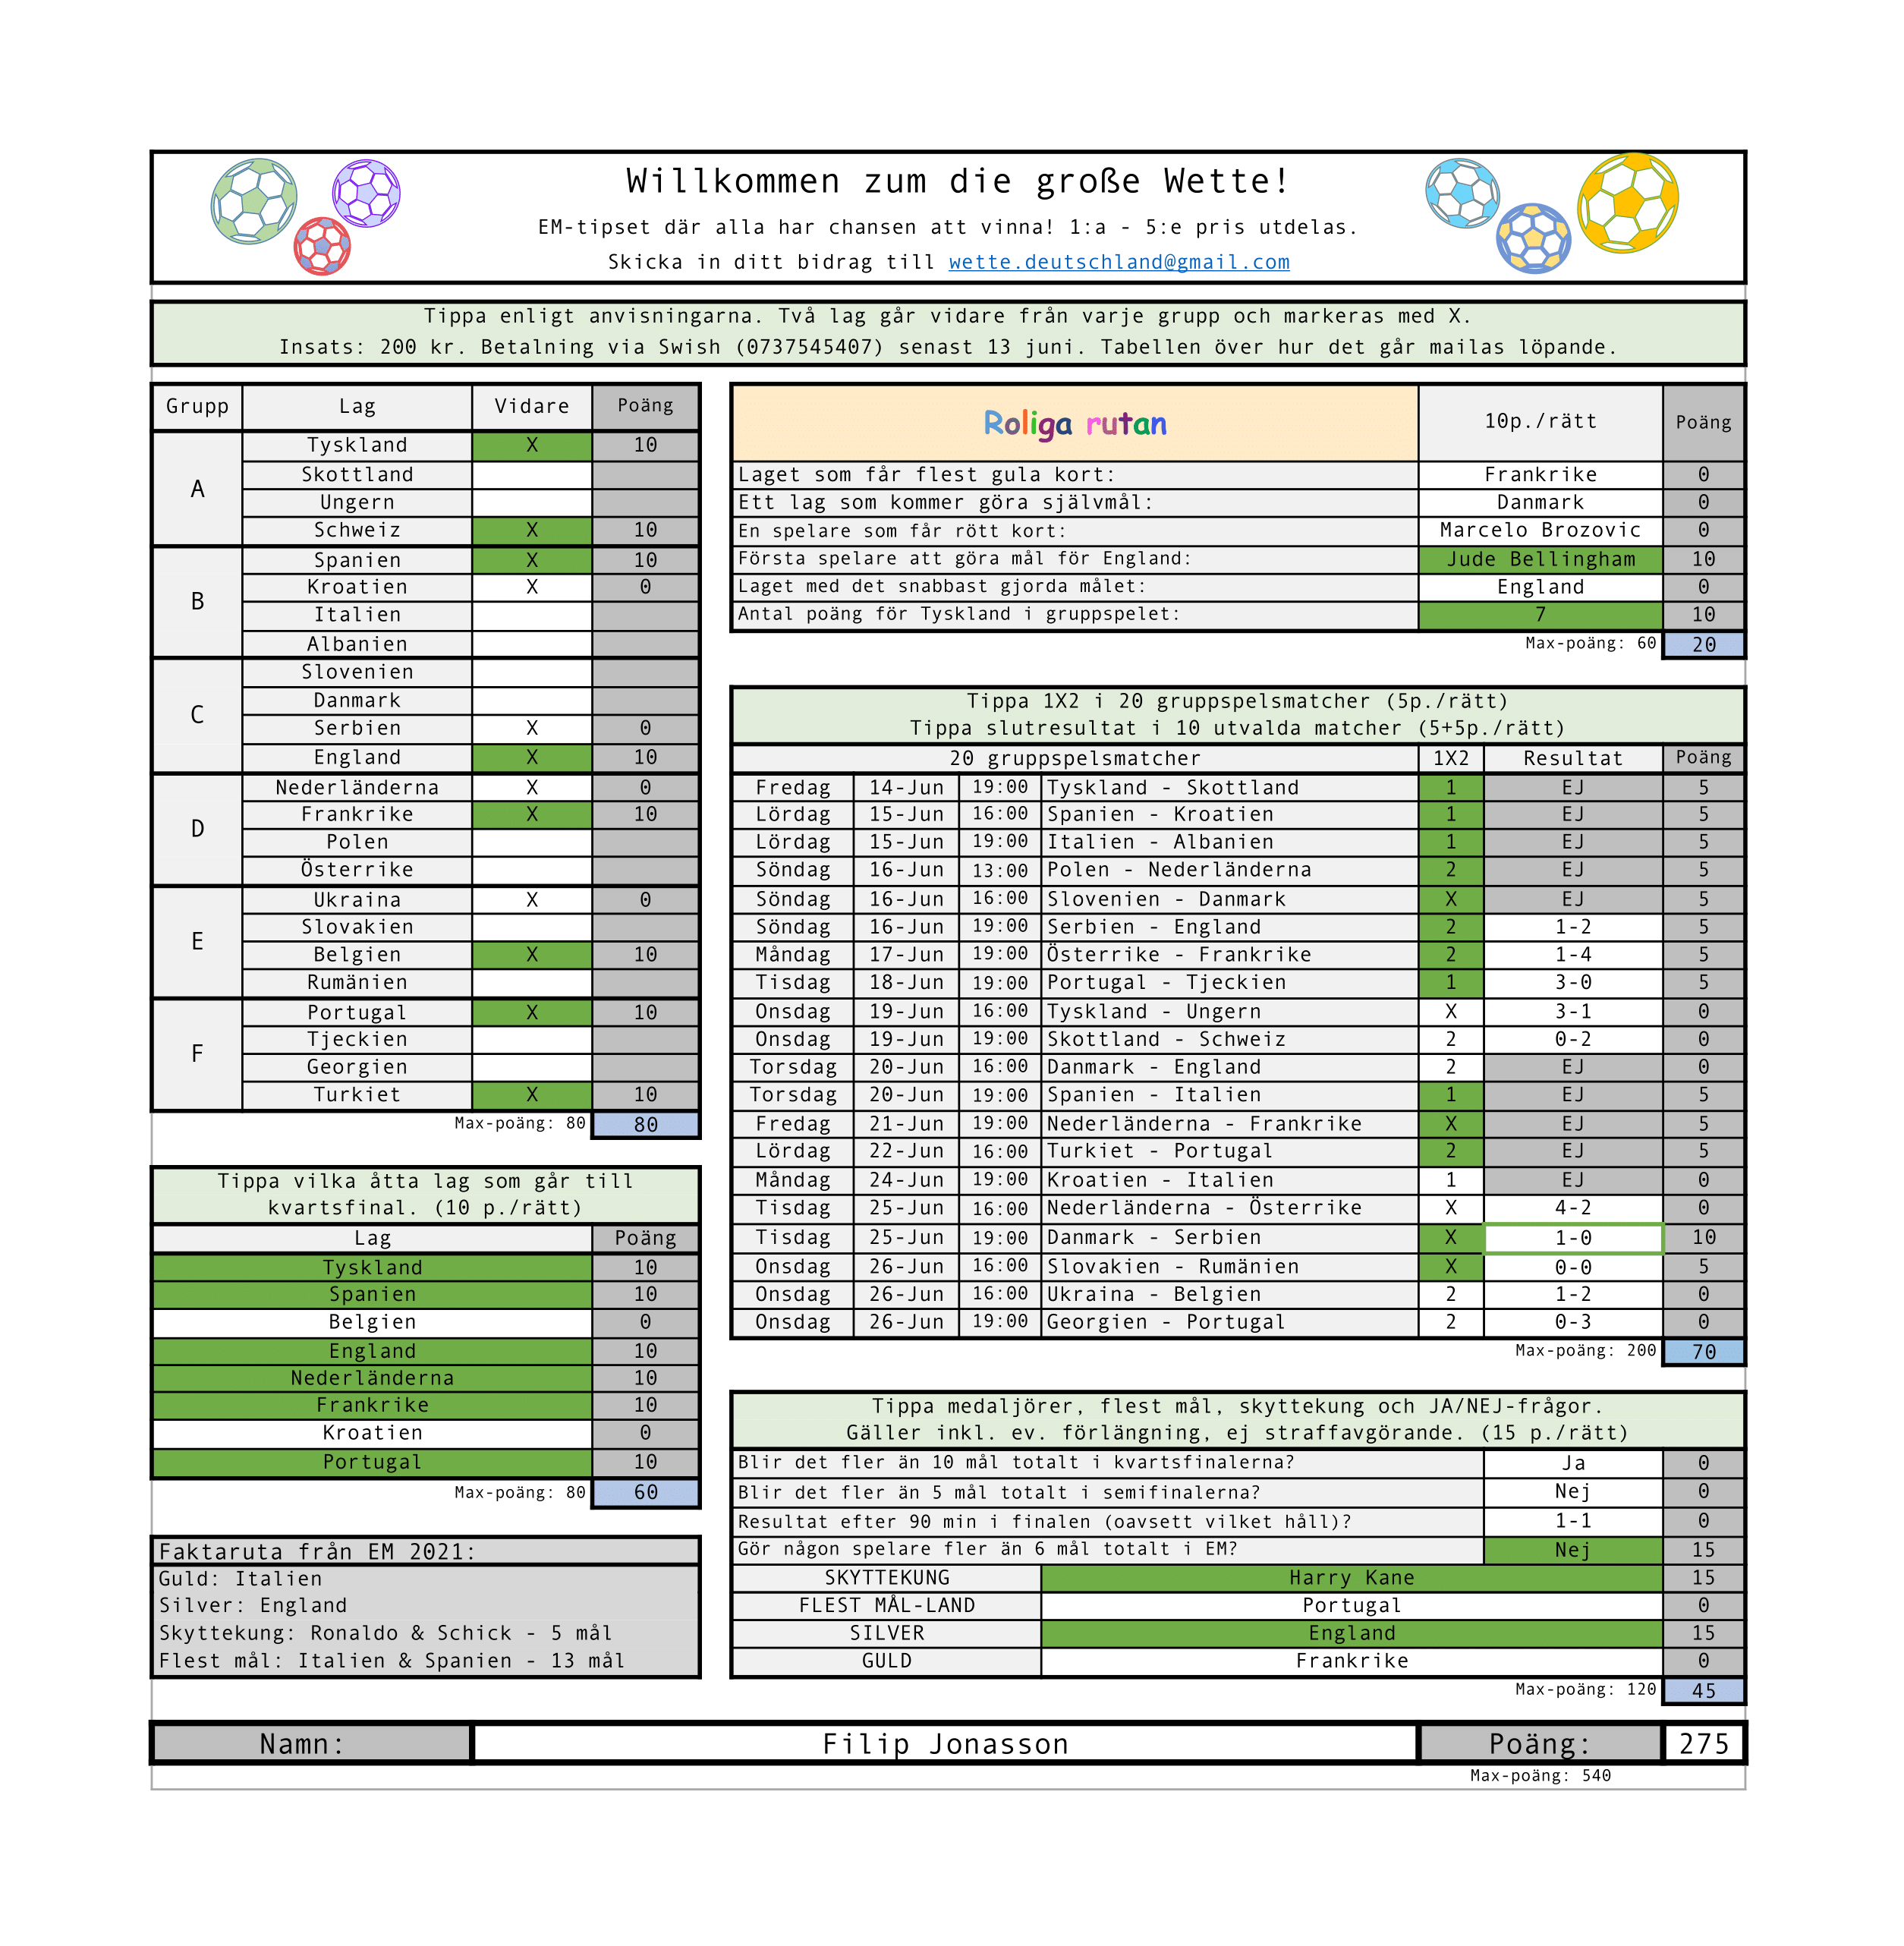 Willkommen zum die große Wette!
EM-tipset där alla har chansen att vinna! 1:a - 5:e pris utdelas.
Skicka in ditt bidrag till wette.deutschland@gmail.com
Tippa enligt anvisningarna. Två lag går vidare från varje grupp och markeras med X.
Insats: 200 kr. Betalning via Swish (0737545407) senast 13 juni. Tabellen över hur det går mailas löpande.
Grupp Lag Vidare Poäng
A
Tyskland X 10
Skottland
Ungern
Schweiz X 10
B
Spanien X 10
Kroatien X 0
Italien
Albanien
C
Slovenien
Danmark
Serbien X 0
England X 10
D
Nederländerna X 0
Frankrike X 10
Polen
Österrike
E
Ukraina X 0
Slovakien
Belgien X 10
Rumänien
F
Portugal X 10
Tjeckien
Georgien
Turkiet X 10
Max-poäng: 80 80
Tippa vilka åtta lag som går till
kvartsfinal. (10 p./rätt)
Lag Poäng
Tyskland 10
Spanien 10
Belgien 0
England 10
Nederländerna 10
Frankrike 10
Kroatien 0
Portugal 10
Max-poäng: 80 60
Faktaruta från EM 2021:
Guld: Italien
Silver: England
Skyttekung: Ronaldo & Schick - 5 mål
Flest mål: Italien & Spanien - 13 mål
Roliga rutan 10p./rätt Poäng
Laget som får flest gula kort: Frankrike 0
Ett lag som kommer göra självmål: Danmark 0
En spelare som får rött kort: Marcelo Brozovic 0
Första spelare att göra mål för England: Jude Bellingham 10
Laget med det snabbast gjorda målet: England 0
Antal poäng för Tyskland i gruppspelet: 7 10
Max-poäng: 60 20
Tippa 1X2 i 20 gruppspelsmatcher (5p./rätt)
Tippa slutresultat i 10 utvalda matcher (5+5p./rätt)
20 gruppspelsmatcher 1X2 Resultat Poäng
Fredag 14-Jun 19:00 Tyskland - Skottland 1 EJ 5
Lördag 15-Jun 16:00 Spanien - Kroatien 1 EJ 5
Lördag 15-Jun 19:00 Italien - Albanien 1 EJ 5
Söndag 16-Jun 13:00 Polen - Nederländerna 2 EJ 5
Söndag 16-Jun 16:00 Slovenien - Danmark X EJ 5
Söndag 16-Jun 19:00 Serbien - England 2 1-2 5
Måndag 17-Jun 19:00 Österrike - Frankrike 2 1-4 5
Tisdag 18-Jun 19:00 Portugal - Tjeckien 1 3-0 5
Onsdag 19-Jun 16:00 Tyskland - Ungern X 3-1 0
Onsdag 19-Jun 19:00 Skottland - Schweiz 2 0-2 0
Torsdag 20-Jun 16:00 Danmark - England 2 EJ 0
Torsdag 20-Jun 19:00 Spanien - Italien 1 EJ 5
Fredag 21-Jun 19:00 Nederländerna - Frankrike X EJ 5
Lördag 22-Jun 16:00 Turkiet - Portugal 2 EJ 5
Måndag 24-Jun 19:00 Kroatien - Italien 1 EJ 0
Tisdag 25-Jun 16:00 Nederländerna - Österrike X 4-2 0
Tisdag 25-Jun 19:00 Danmark - Serbien X 1-0 10
Onsdag 26-Jun 16:00 Slovakien - Rumänien X 0-0 5
Onsdag 26-Jun 16:00 Ukraina - Belgien 2 1-2 0
Onsdag 26-Jun 19:00 Georgien - Portugal 2 0-3 0
Max-poäng: 200 70
Tippa medaljörer, flest mål, skyttekung och JA/NEJ-frågor.
Gäller inkl. ev. förlängning, ej straffavgörande. (15 p./rätt)
Blir det fler än 10 mål totalt i kvartsfinalerna? Ja 0
Blir det fler än 5 mål totalt i semifinalerna? Nej 0
Resultat efter 90 min i finalen (oavsett vilket håll)? 1-1 0
Gör någon spelare fler än 6 mål totalt i EM? Nej 15
SKYTTEKUNG Harry Kane 15
FLEST MÅL-LAND Portugal 0
SILVER England 15
GULD Frankrike 0
Max-poäng: 120 45
Namn: Filip Jonasson Poäng: 275
Max-poäng: 540